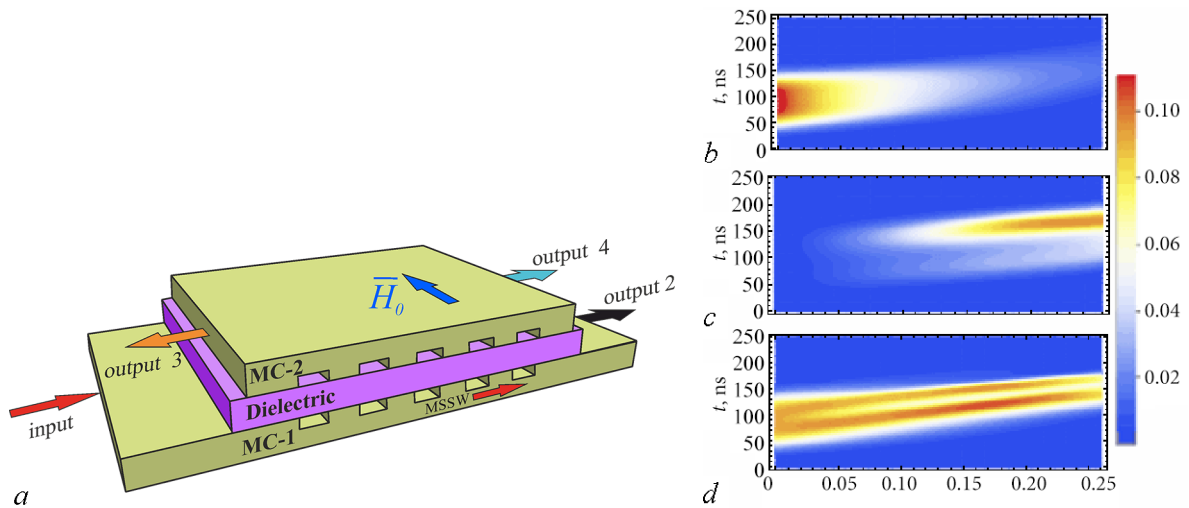 a
H̅₀
output 4
output 2
output 3
input
MC-2
Dielectric
MC-1
MSSW
b
t, ns
250
200
150
100
50
0
c
t, ns
250
200
150
100
50
0
d
t, ns
250
200
150
100
50
0
0 0.05 0.10 0.15 0.20 0.25
0.10
0.08
0.06
0.04
0.02